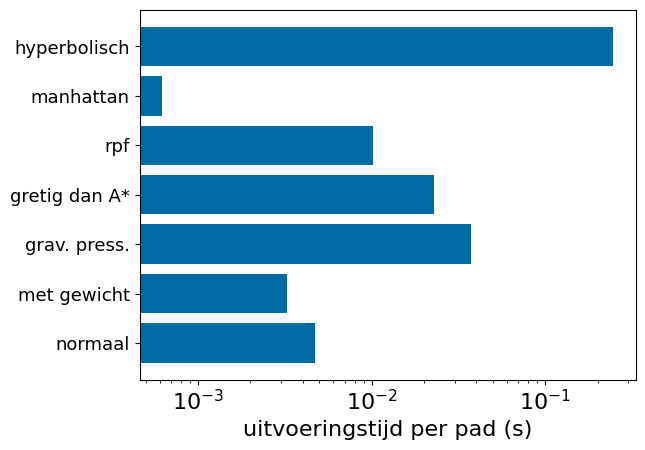 hyperbolisch
manhattan
rpf
gretig dan A*
grav. press.
met gewicht
normaal
10⁻³ 10⁻² 10⁻¹
uitvoeringstijd per pad (s)